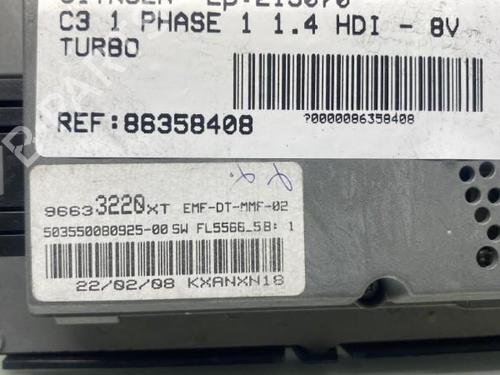 C3 1 PHASE 1 1.4 HDI - 8V
TURBO
REF:86358408
?0000086358408
96633220XT EMF-DT-MMF-02
503550080925-00 SW FL5566_5B: 1
22/02/08 KXANXN18